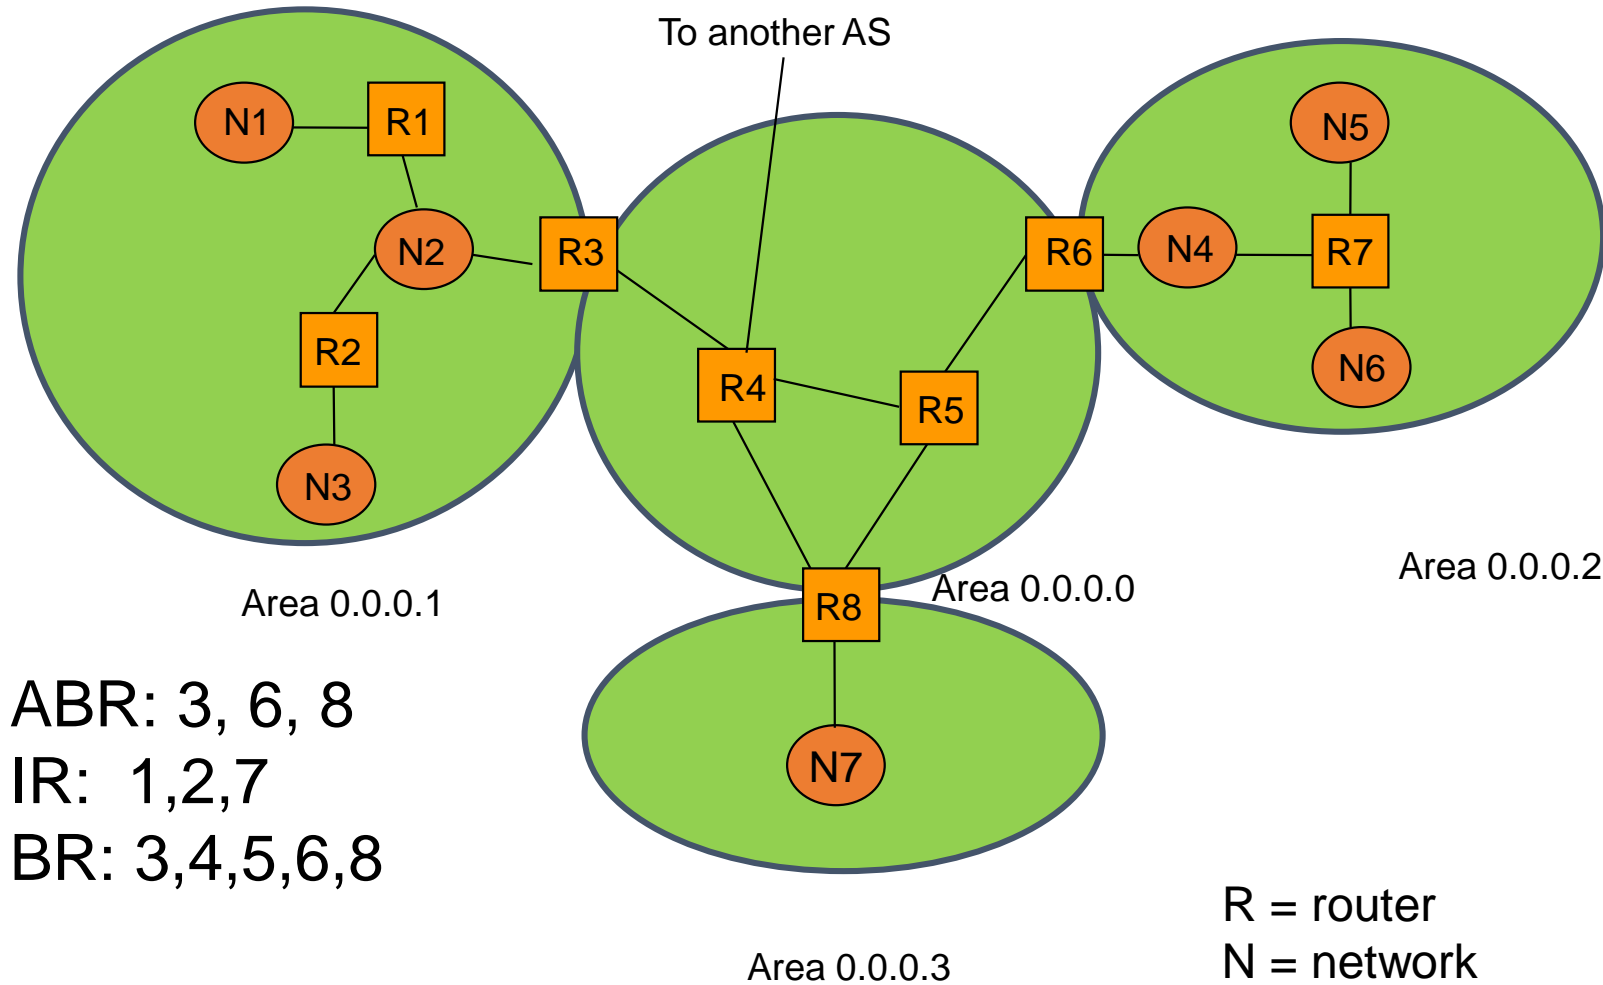 To another AS
N1
R1
N5
N2
R3
R6
N4
R7
R2
R4
R5
N6
N3
Area 0.0.0.1
R8
Area 0.0.0.0
Area 0.0.0.2
ABR: 3, 6, 8
IR: 1,2,7
BR: 3,4,5,6,8
N7
R = router
N = network
Area 0.0.0.3